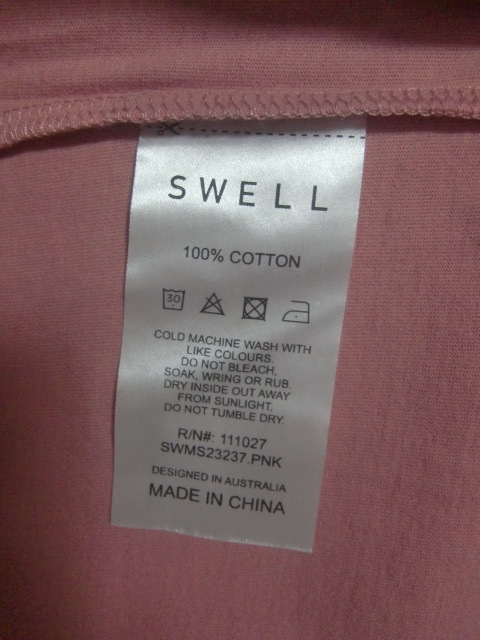 SWELL
100% COTTON
30
COLD MACHINE WASH WITH
LIKE COLOURS.
DO NOT BLEACH,
SOAK, WRING OR RUB.
DRY INSIDE OUT AWAY
FROM SUNLIGHT.
DO NOT TUMBLE DRY.
R/N#: 111027
SWMS23237.PNK
DESIGNED IN AUSTRALIA
MADE IN CHINA